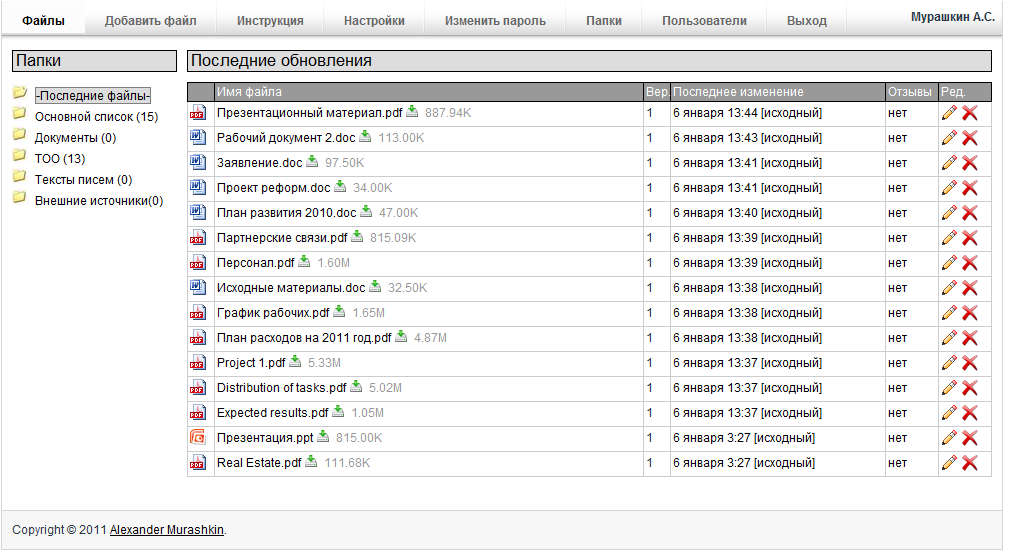 Файлы Добавить файл Инструкция Настройки Изменить пароль Папки Пользователи Выход Мурашкин А.С.
Папки
-Последние файлы-
Основной список (15)
Документы (0)
ТОО (13)
Тексты писем (0)
Внешние источники(0)
Последние обновления
Имя файла Вер. Последнее изменение Отзывы Ред.
Презентационный материал.pdf 887.94K 1 6 января 13:44 [исходный] нет
Рабочий документ 2.doc 113.00K 1 6 января 13:43 [исходный] нет
Заявление.doc 97.50K 1 6 января 13:41 [исходный] нет
Проект реформ.doc 34.00K 1 6 января 13:41 [исходный] нет
План развития 2010.doc 47.00K 1 6 января 13:40 [исходный] нет
Партнерские связи.pdf 815.09K 1 6 января 13:39 [исходный] нет
Персонал.pdf 1.60M 1 6 января 13:39 [исходный] нет
Исходные материалы.doc 32.50K 1 6 января 13:38 [исходный] нет
График рабочих.pdf 1.65M 1 6 января 13:38 [исходный] нет
План расходов на 2011 год.pdf 4.87M 1 6 января 13:38 [исходный] нет
Project 1.pdf 5.33M 1 6 января 13:37 [исходный] нет
Distribution of tasks.pdf 5.02M 1 6 января 13:37 [исходный] нет
Expected results.pdf 1.05M 1 6 января 13:37 [исходный] нет
Презентация.ppt 815.00K 1 6 января 3:27 [исходный] нет
Real Estate.pdf 111.68K 1 6 января 3:27 [исходный] нет
Copyright © 2011 Alexander Murashkin.